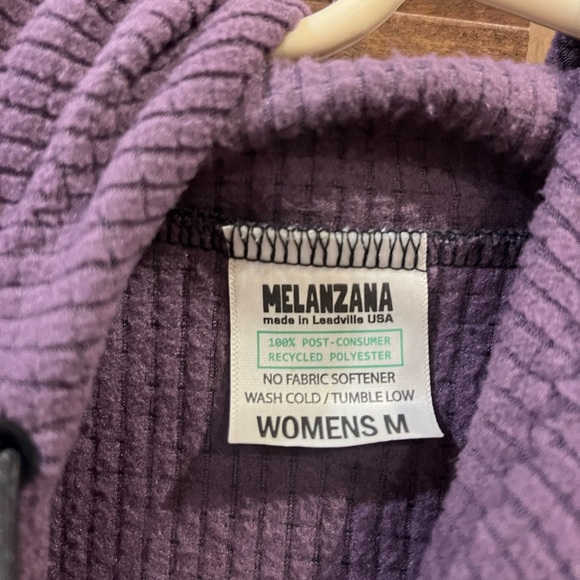 MELANZANA
made in Leadville USA
100% POST-CONSUMER
RECYCLED POLYESTER
NO FABRIC SOFTENER
WASH COLD / TUMBLE LOW
WOMENS M